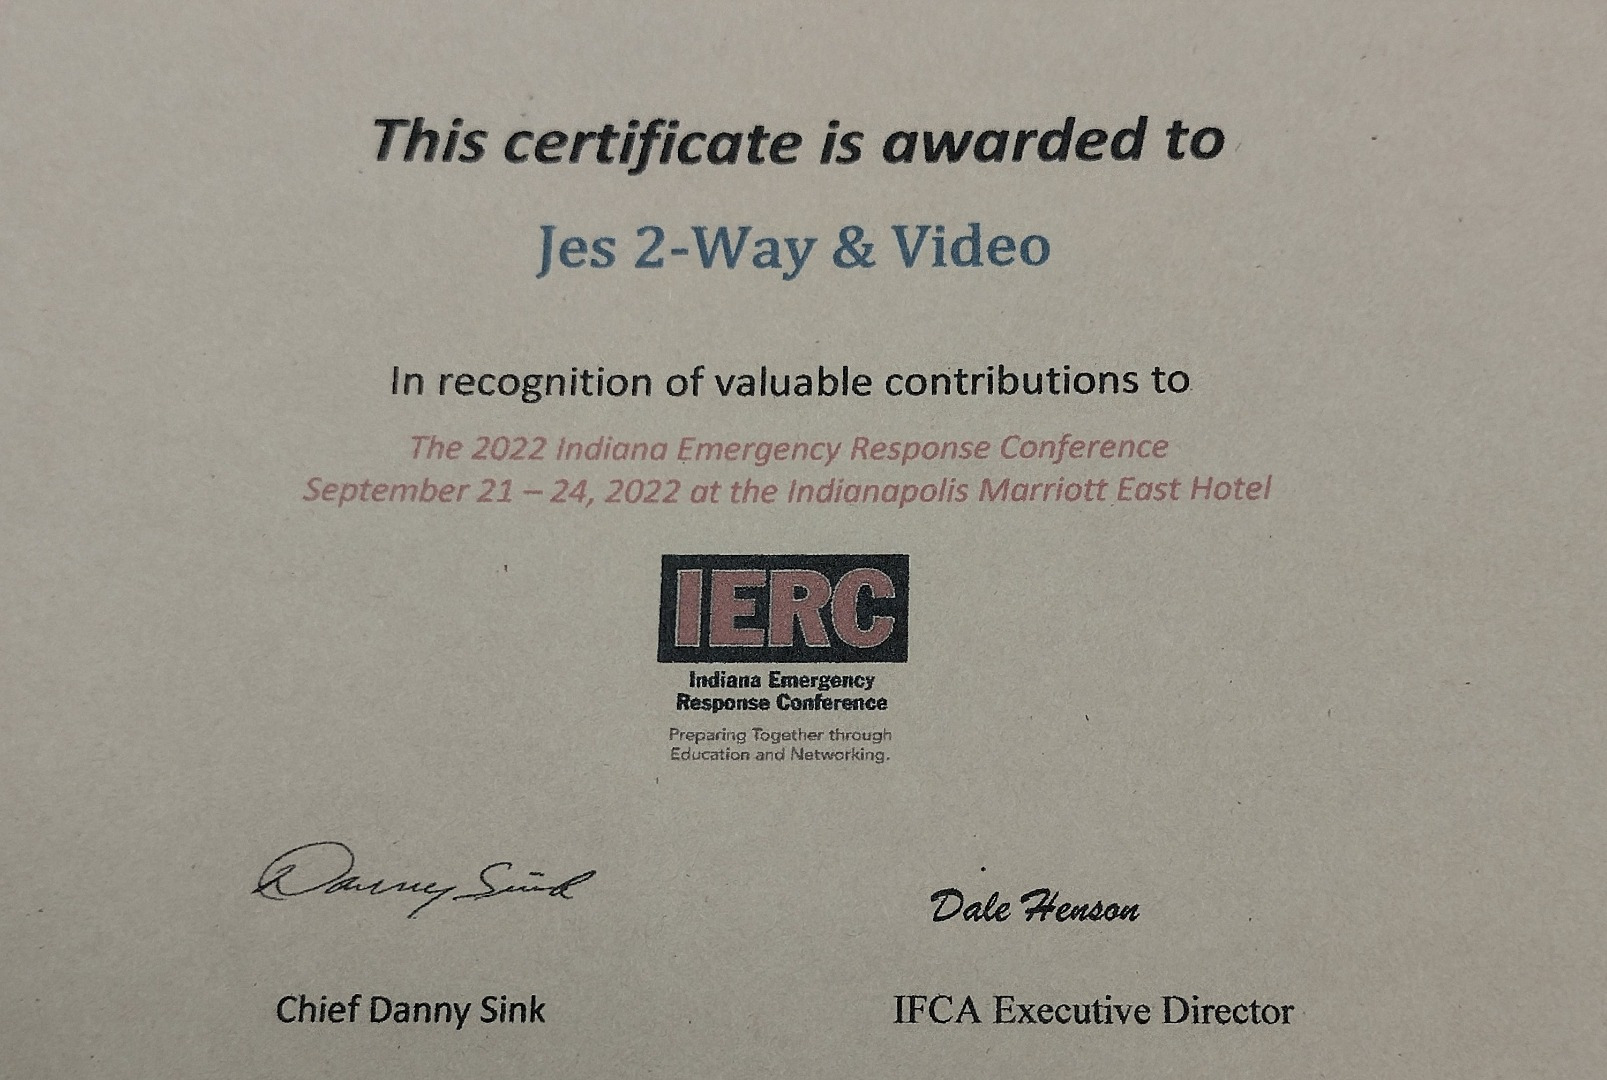 This certificate is awarded to
Jes 2-Way & Video
In recognition of valuable contributions to
The 2022 Indiana Emergency Response Conference
September 21 – 24, 2022 at the Indianapolis Marriott East Hotel
IERC
Indiana Emergency
Response Conference
Preparing Together through
Education and Networking.
Danny Sink
Dale Henson
Chief Danny Sink
IFCA Executive Director